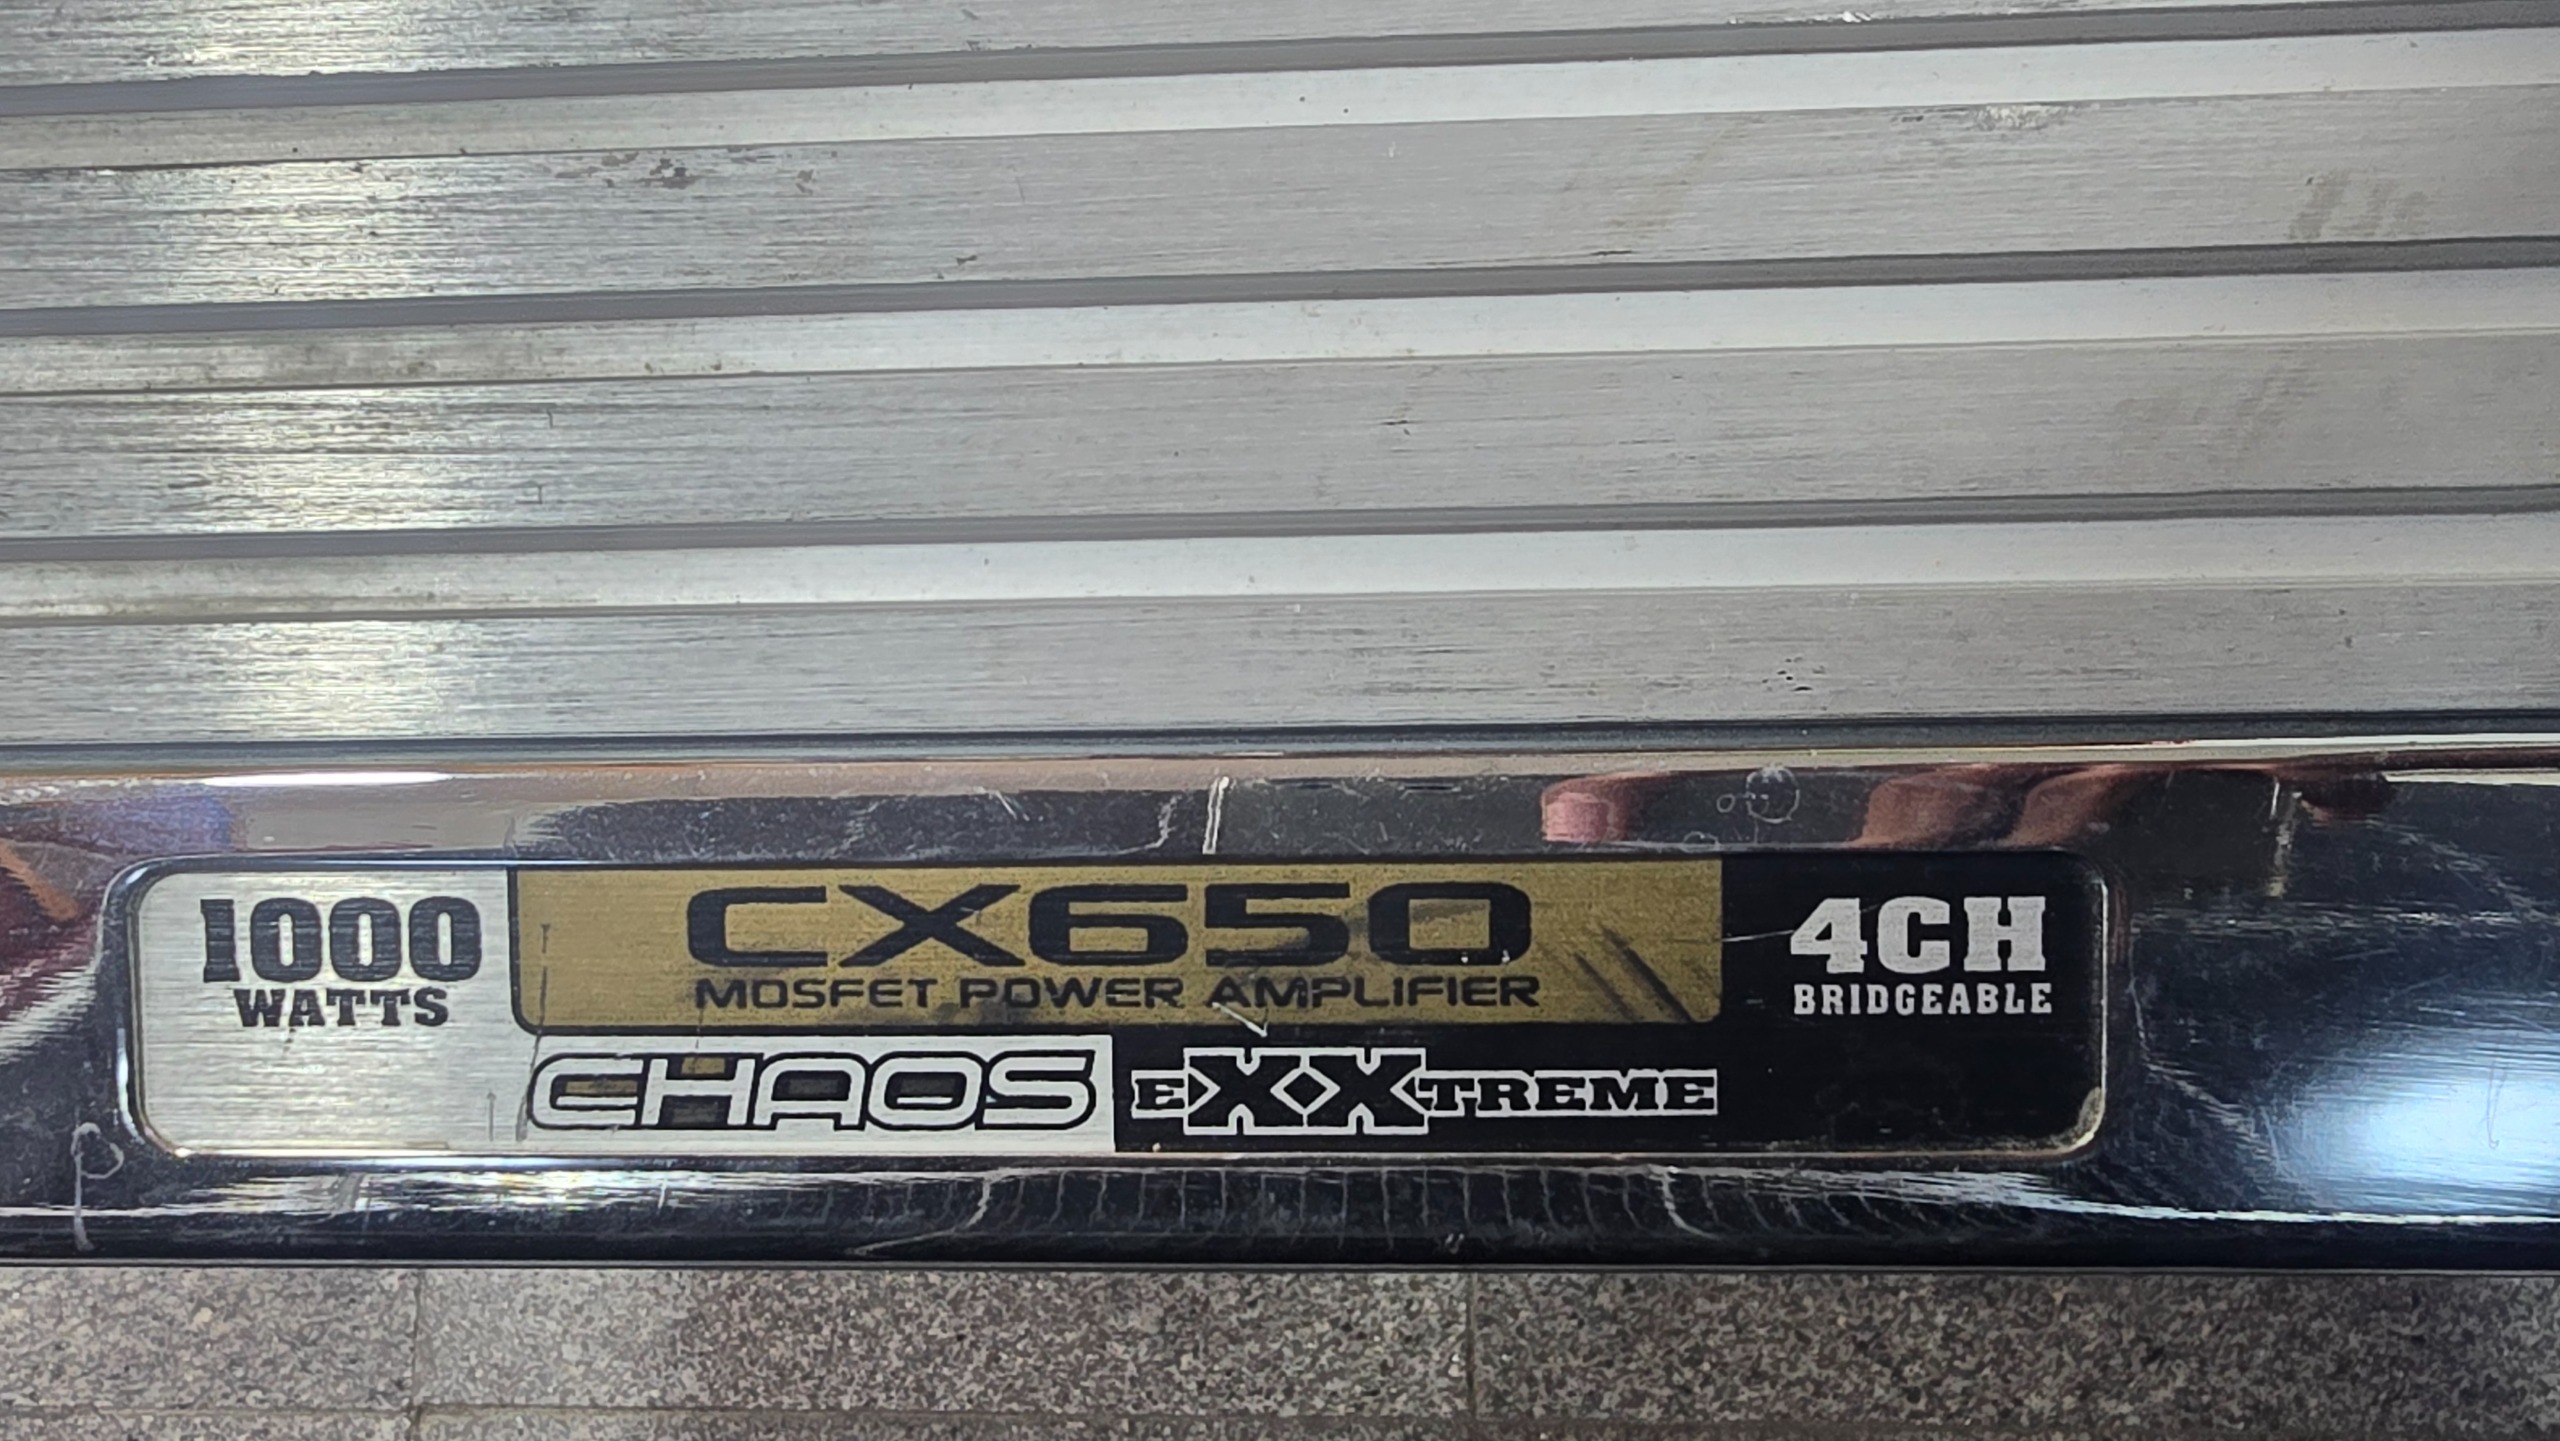 1000
WATTS
CX650
MOSFET POWER AMPLIFIER
4CH
BRIDGEABLE
CHAOS eXXTREME